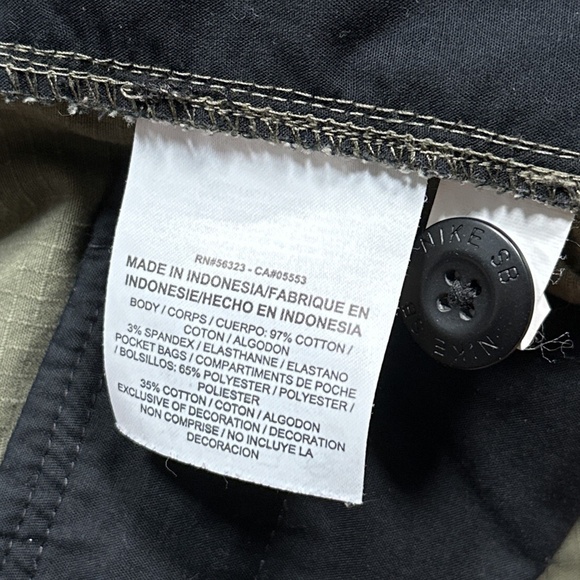 RN#56323 - CA#05553
MADE IN INDONESIA/FABRIQUE EN
INDONESIE/HECHO EN INDONESIA
BODY / CORPS / CUERPO: 97% COTTON /
COTON / ALGODON
3% SPANDEX / ELASTHANNE / ELASTANO
POCKET BAGS / COMPARTIMENTS DE POCHE
/ BOLSILLOS: 65% POLYESTER / POLYESTER /
POLIESTER
35% COTTON / COTON / ALGODON
EXCLUSIVE OF DECORATION / DECORATION
NON COMPRISE / NO INCLUYE LA
DECORACION
NIKE SB
NIKE SB